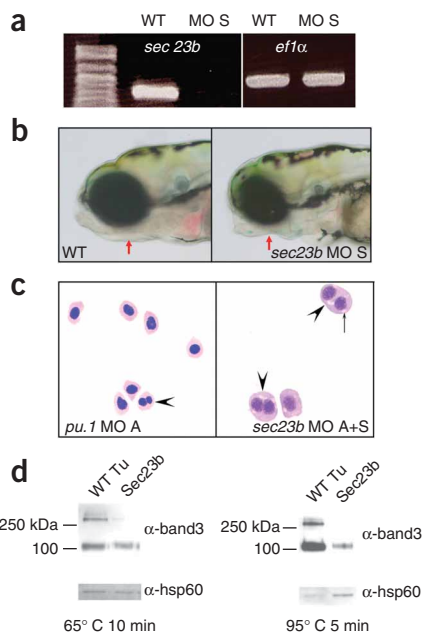 a
WT MO S WT MO S
sec 23b ef1α
b
WT sec23b MO S
c
pu.1 MO A sec23b MO A+S
d
WT Tu Sec23b WT Tu Sec23b
250 kDa α-band3 250 kDa α-band3
100 100
α-hsp60 α-hsp60
65° C 10 min 95° C 5 min